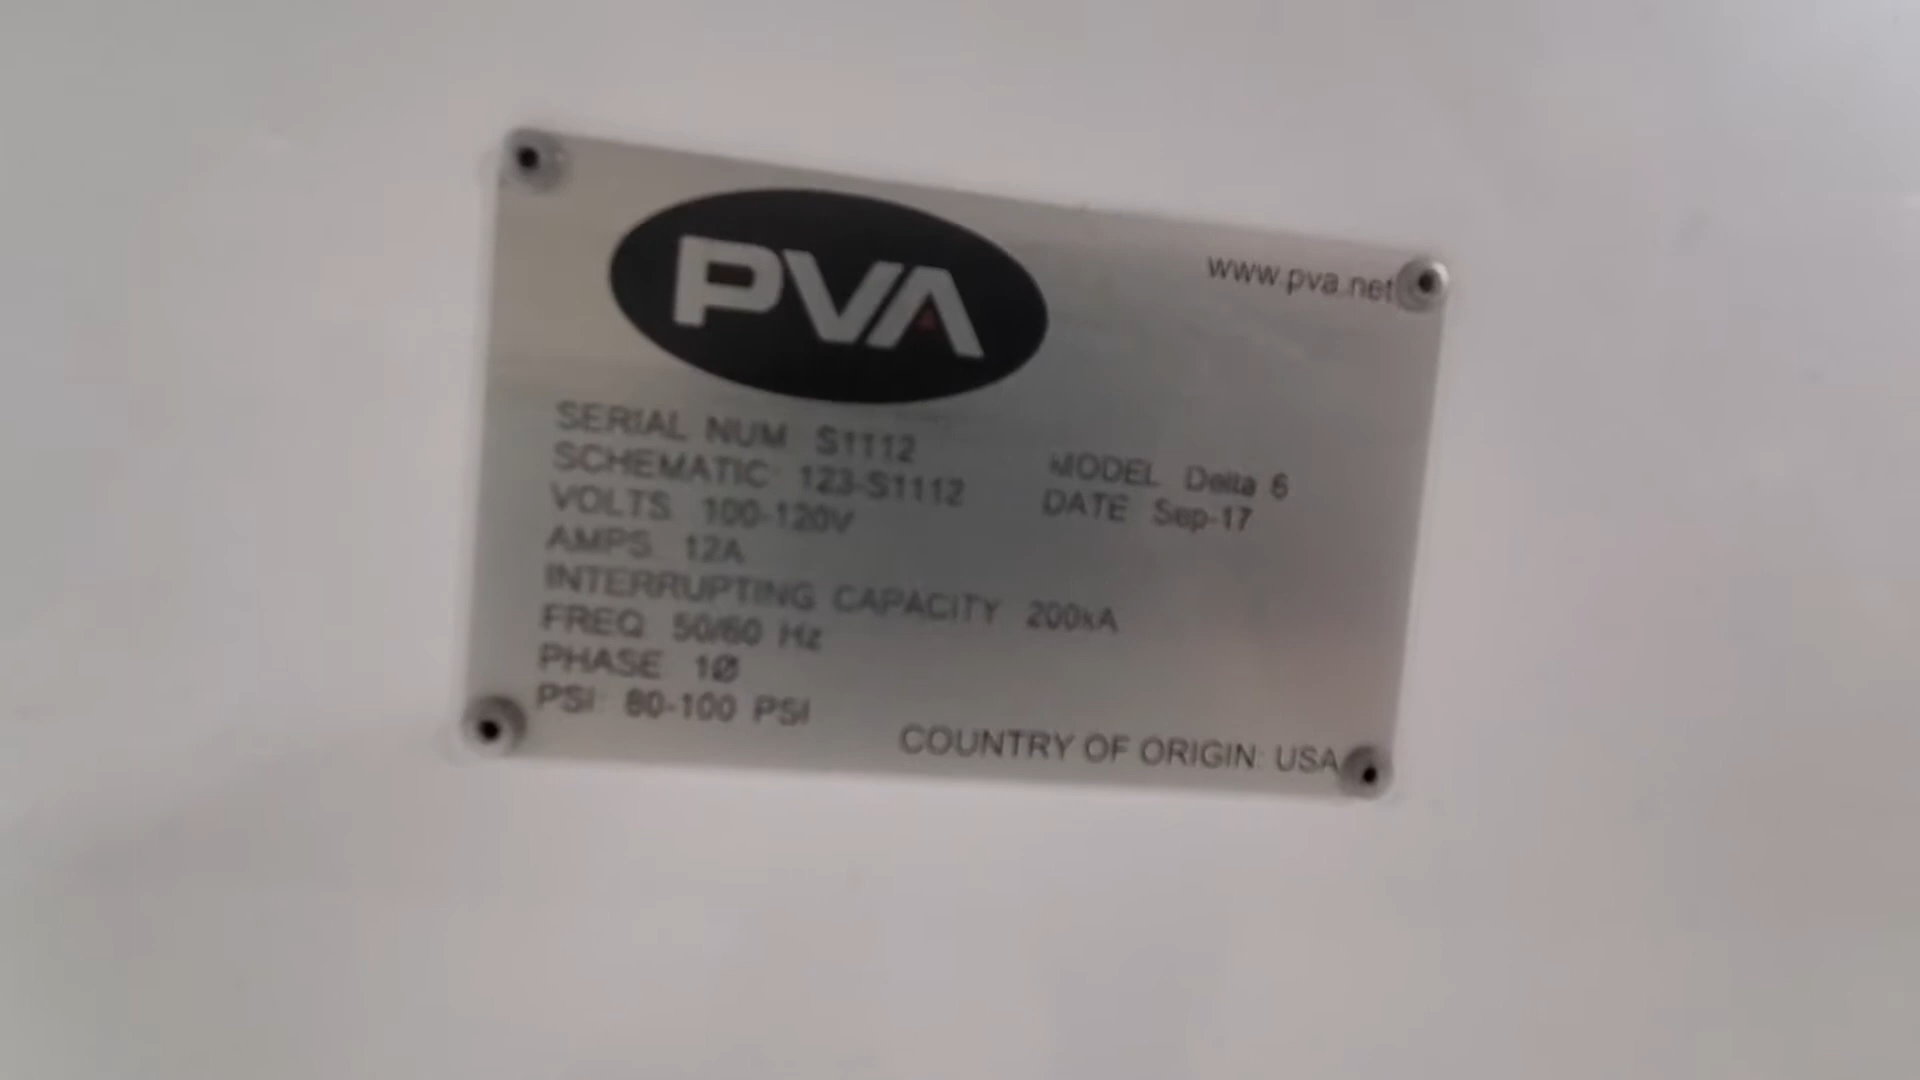 PVA
www.pva.net
SERIAL NUM S1112
SCHEMATIC 123-S1112
MODEL Delta 6
VOLTS 100-120V
DATE Sep-17
AMPS 12A
INTERRUPTING CAPACITY 200kA
FREQ 50/60 Hz
PHASE 1Ø
PSI: 80-100 PSI
COUNTRY OF ORIGIN: USA